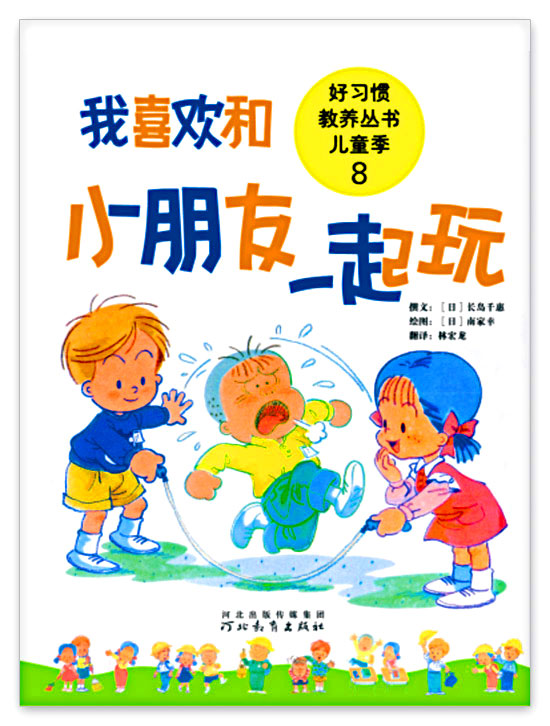 我喜欢和
小朋友一起玩
好习惯
教养丛书
儿童季
8
撰文：［日］长岛千惠
绘图：［日］南家幸
翻译：林宏龙
河北出版传媒集团
河北教育出版社